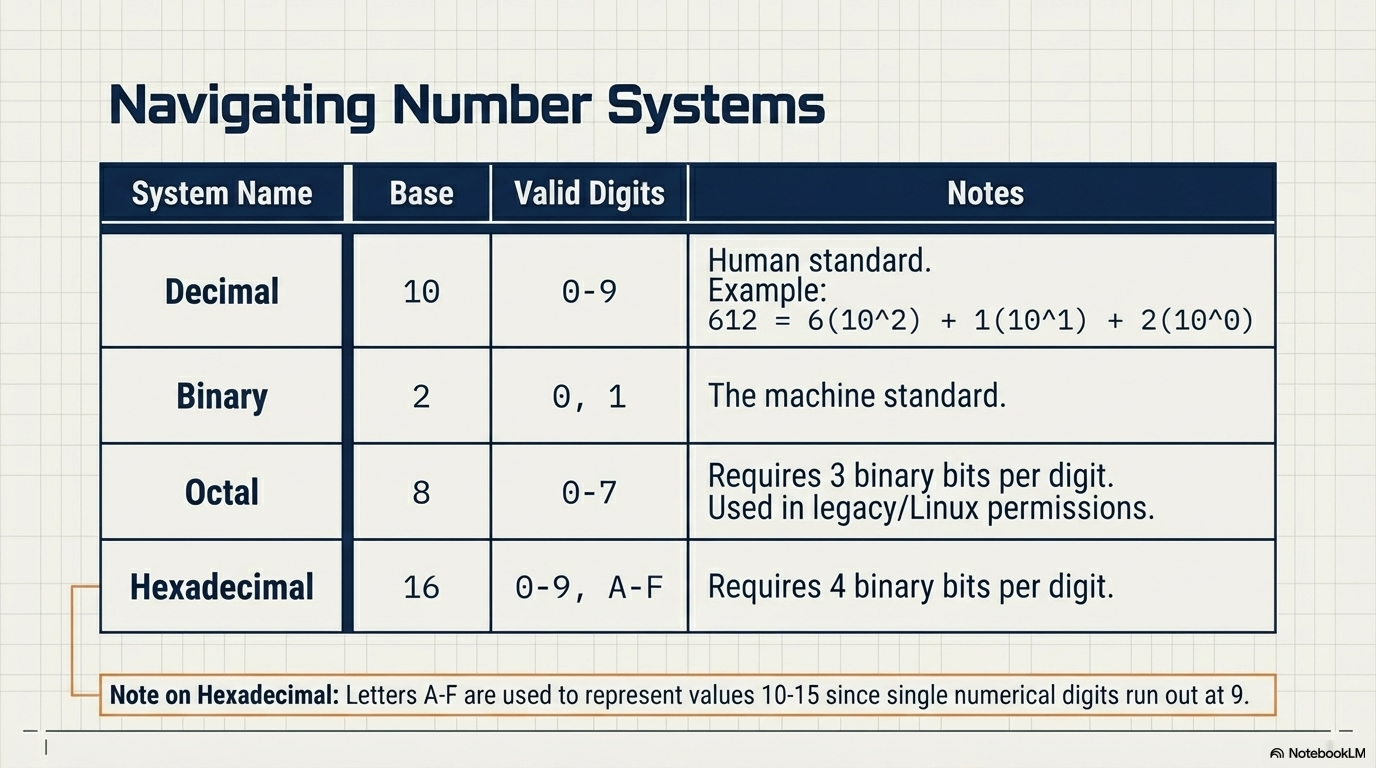 Navigating Number Systems
System Name Base Valid Digits Notes
Decimal 10 0-9 Human standard.
Example:
612 = 6(10^2) + 1(10^1) + 2(10^0)
Binary 2 0, 1 The machine standard.
Octal 8 0-7 Requires 3 binary bits per digit.
Used in legacy/Linux permissions.
Hexadecimal 16 0-9, A-F Requires 4 binary bits per digit.
Note on Hexadecimal: Letters A-F are used to represent values 10-15 since single numerical digits run out at 9.
NotebookLM